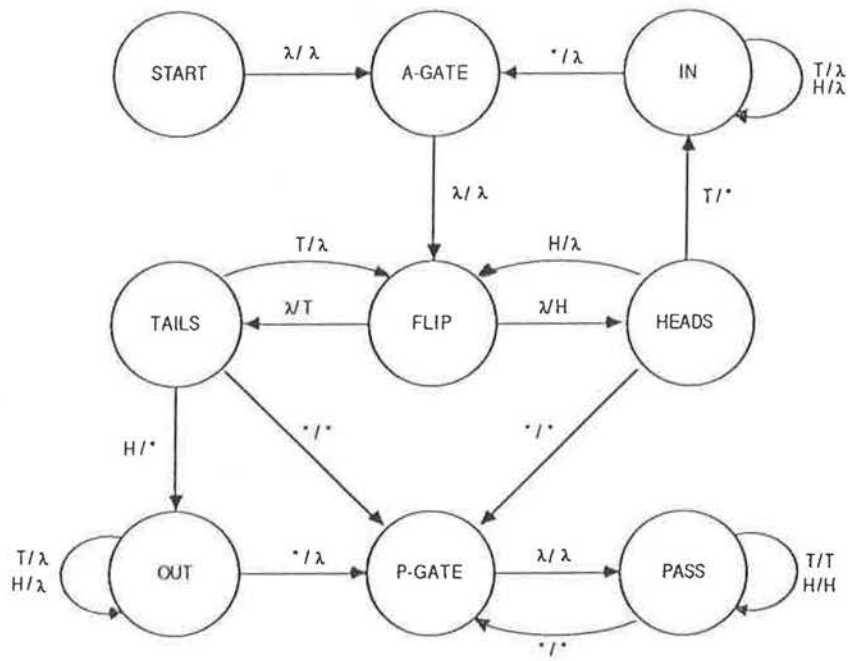 START
λ/λ
A-GATE
*/λ
IN
T/λ
H/λ
λ/λ
T/*
T/λ
H/λ
TAILS
λ/T
FLIP
λ/H
HEADS
H/*
*/*
*/*
T/λ
H/λ
OUT
*/λ
P-GATE
λ/λ
PASS
T/T
H/H
*/*